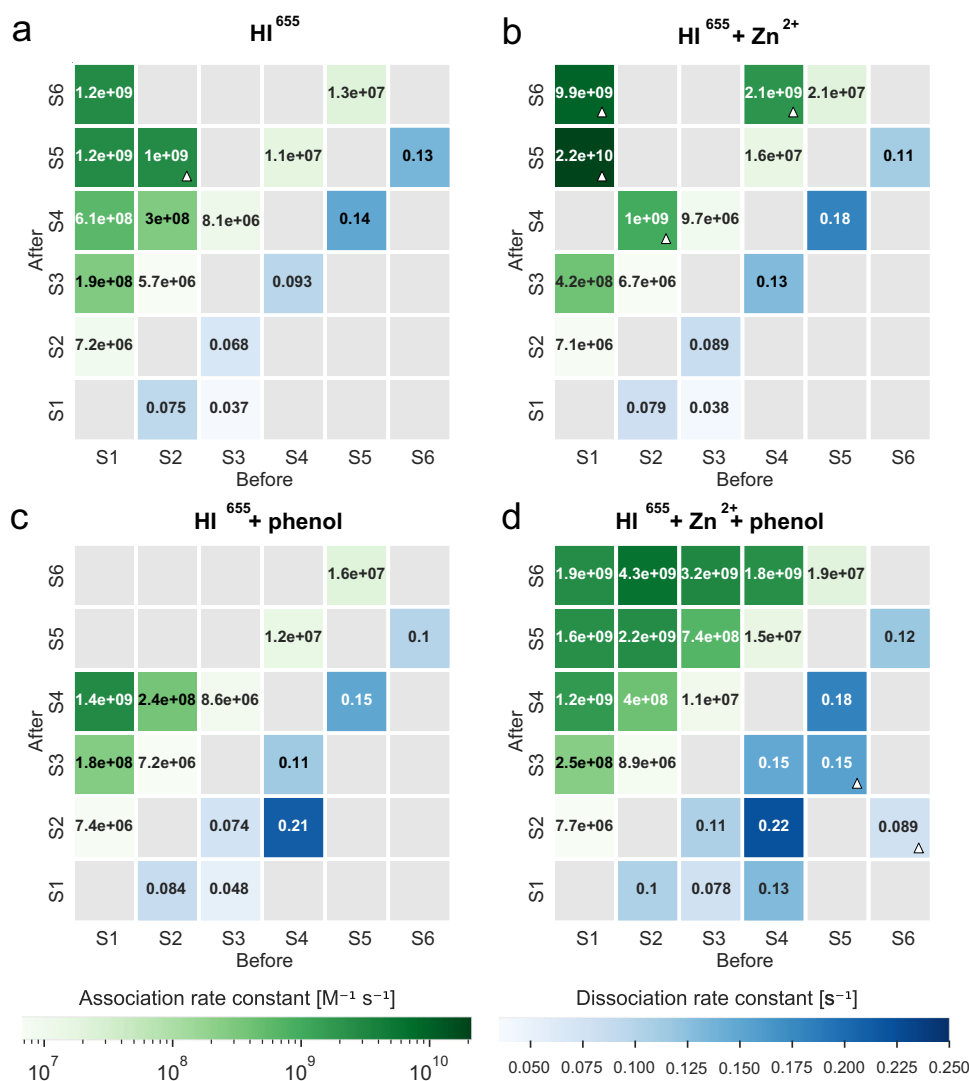 a
HI 655
S6 1.2e+09 1.3e+07
S5 1.2e+09 1e+09 1.1e+07 0.13
S4 6.1e+08 3e+08 8.1e+06 0.14
After
S3 1.9e+08 5.7e+06 0.093
S2 7.2e+06 0.068
S1 0.075 0.037
S1 S2 S3 S4 S5 S6
Before
b
HI 655 + Zn 2+
S6 9.9e+09 2.1e+09 2.1e+07
S5 2.2e+10 1.6e+07 0.11
S4 1e+09 9.7e+06 0.18
After
S3 4.2e+08 6.7e+06 0.13
S2 7.1e+06 0.089
S1 0.079 0.038
S1 S2 S3 S4 S5 S6
Before
c
HI 655 + phenol
S6 1.6e+07
S5 1.2e+07 0.1
S4 1.4e+09 2.4e+08 8.6e+06 0.15
After
S3 1.8e+08 7.2e+06 0.11
S2 7.4e+06 0.074 0.21
S1 0.084 0.048
S1 S2 S3 S4 S5 S6
Before
d
HI 655 + Zn 2+ + phenol
S6 1.9e+09 4.3e+09 3.2e+09 1.8e+09 1.9e+07
S5 1.6e+09 2.2e+09 7.4e+08 1.5e+07 0.12
S4 1.2e+09 4e+08 1.1e+07 0.18
After
S3 2.5e+08 8.9e+06 0.15 0.15
S2 7.7e+06 0.11 0.22 0.089
S1 0.1 0.078 0.13
S1 S2 S3 S4 S5 S6
Before
Association rate constant [M⁻¹ s⁻¹]
10⁷ 10⁸ 10⁹ 10¹⁰
Dissociation rate constant [s⁻¹]
0.050 0.075 0.100 0.125 0.150 0.175 0.200 0.225 0.250